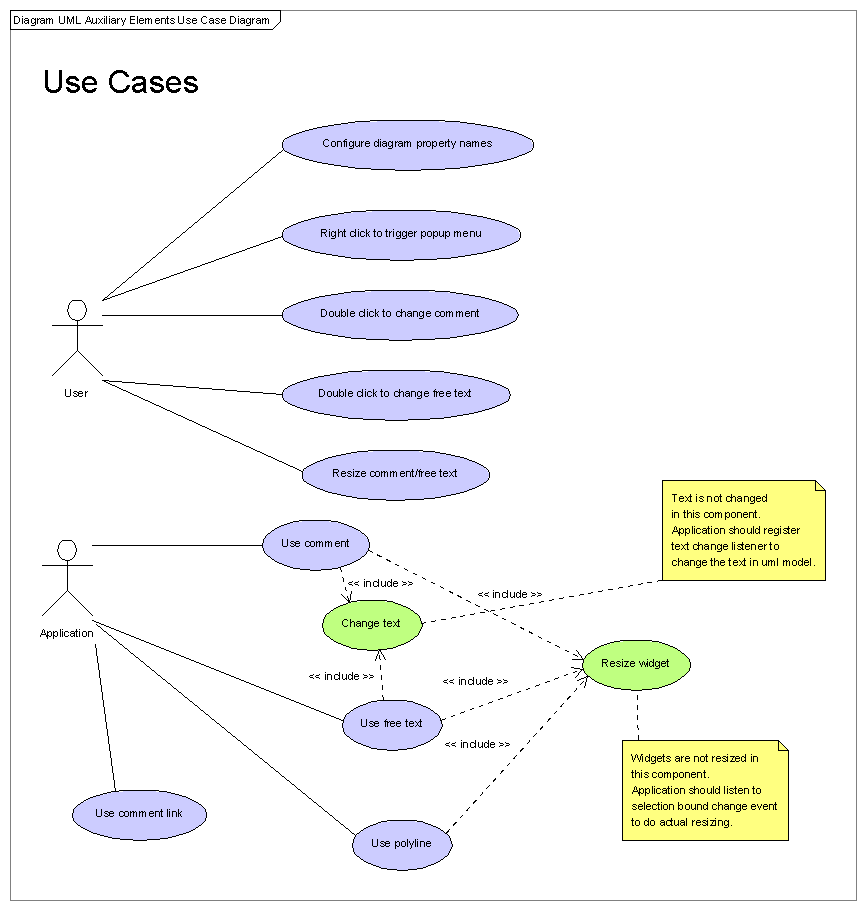 Diagram UML Auxiliary Elements Use Case Diagram
Use Cases
Configure diagram property names
Right click to trigger popup menu
Double click to change comment
User
Double click to change free text
Resize comment/free text
Text is not changed
in this component.
Application should register
text change listener to
change the text in uml model.
Use comment
<< include >>
<< include >>
Change text
Application
Resize widget
<< include >>
<< include >>
Use free text
<< include >>
Widgets are not resized in
this component.
Application should listen to
selection bound change event
to do actual resizing.
Use comment link
Use polyline